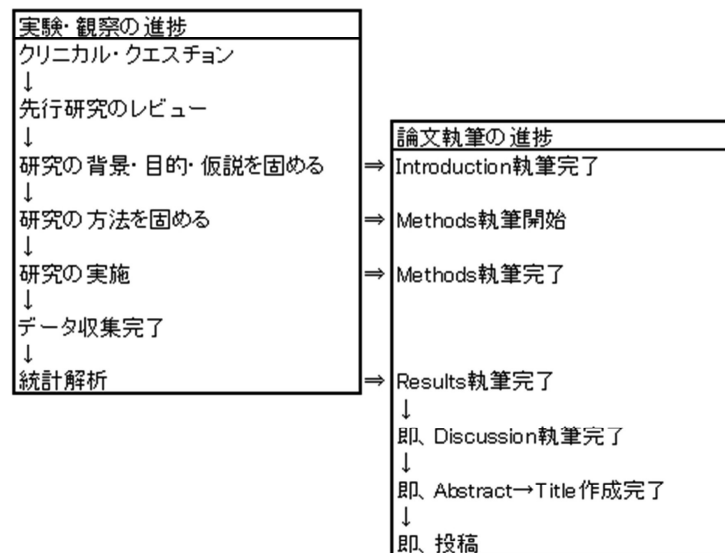 実験・観察の進捗
クリニカル・クエスチョン
↓
先行研究のレビュー
↓
論文執筆の進捗
研究の背景・目的・仮説を固める ⇒ Introduction執筆完了
↓
研究の方法を固める ⇒ Methods執筆開始
↓
研究の実施 ⇒ Methods執筆完了
↓
データ収集完了
↓
統計解析 ⇒ Results執筆完了
↓
即、Discussion執筆完了
↓
即、Abstract→Title作成完了
↓
即、投稿